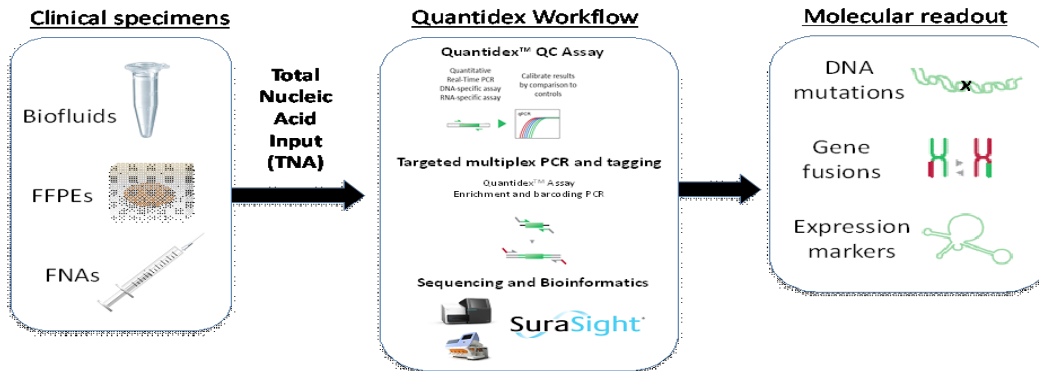 Clinical specimens
Biofluids
FFPEs
FNAs
Total
Nucleic
Acid
Input
(TNA)
Quantidex Workflow
Quantidex™ QC Assay
Quantitative
Real-Time PCR
DNA-specific assay
RNA-specific assay
Calibrate results
by comparison to
controls
qPCR
Targeted multiplex PCR and tagging
Quantidex™ Assay
Enrichment and barcoding PCR
Sequencing and Bioinformatics
SuraSight
Molecular readout
DNA
mutations
x
Gene
fusions
Expression
markers